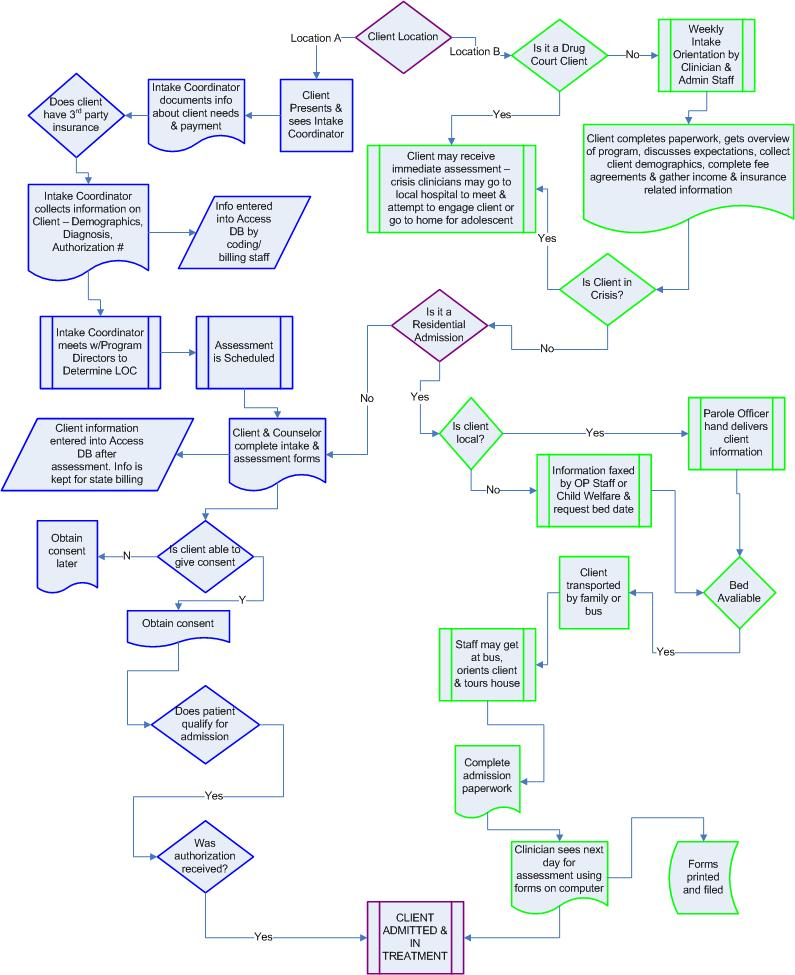 Client Location
Location A
Location B
Is it a Drug
Court Client
No
Weekly
Intake
Orientation by
Clinician &
Admin Staff
Does client
have 3rd party
insurance
Intake Coordinator
documents info
about client needs
& payment
Client
Presents &
sees Intake
Coordinator
Yes
Client may receive
immediate assessment –
crisis clinicians may go to
local hospital to meet &
attempt to engage client or
go to home for adolescent
Client completes paperwork, gets overview
of program, discusses expectations, collect
client demographics, complete fee
agreements & gather income & insurance
related information
Intake Coordinator
collects information on
Client – Demographics,
Diagnosis,
Authorization #
Info entered
into Access
DB by
coding/
billing staff
Yes
Is Client in
Crisis?
No
Is it a
Residential
Admission
Intake Coordinator
meets w/Program
Directors to
Determine LOC
Assessment
is Scheduled
No
Yes
Client information
entered into Access
DB after
assessment. Info is
kept for state billing
Client & Counselor
complete intake &
assessment forms
Is client
local?
Yes
Parole Officer
hand delivers
client
information
No
Information faxed
by OP Staff or
Child Welfare &
request bed date
Obtain
consent
later
N
Is client able to
give consent
Y
Obtain consent
Client
transported
by family or
bus
Bed
Avaliable
Yes
Staff may get
at bus,
orients client
& tours house
Does patient
qualify for
admission
Yes
Complete
admission
paperwork
Was
authorization
received?
Yes
Clinician sees next
day for
assessment using
forms on computer
Forms
printed
and filed
CLIENT
ADMITTED &
IN
TREATMENT